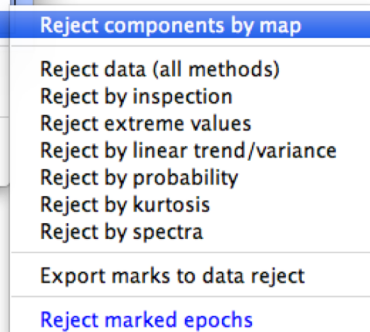 Reject components by map
Reject data (all methods)
Reject by inspection
Reject extreme values
Reject by linear trend/variance
Reject by probability
Reject by kurtosis
Reject by spectra
Export marks to data reject
Reject marked epochs